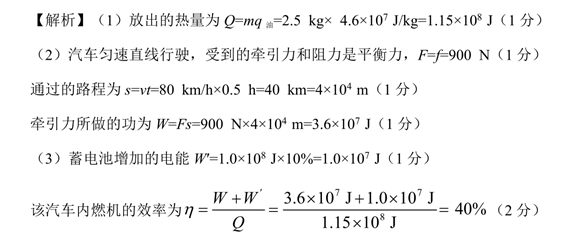 【解析】（1）放出的热量为 Q=mq油=2.5 kg× 4.6×10⁷ J/kg=1.15×10⁸ J（1 分）
（2）汽车匀速直线行驶，受到的牵引力和阻力是平衡力，F=f=900 N（1 分）
通过的路程为 s=vt=80 km/h×0.5 h=40 km=4×10⁴ m（1 分）
牵引力所做的功为 W=Fs=900 N×4×10⁴ m=3.6×10⁷ J（1 分）
（3）蓄电池增加的电能 W'=1.0×10⁸ J×10%=1.0×10⁷ J（1 分）
该汽车内燃机的效率为 η = (W + W′)/Q = (3.6×10⁷ J+1.0×10⁷ J)/(1.15×10⁸ J) = 40%（2 分）